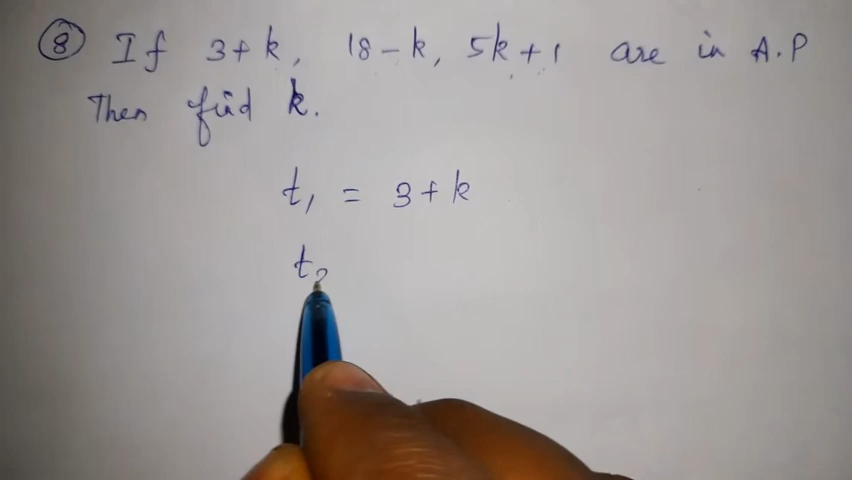 ⑧ If 3+k, 18-k, 5k+1 are in A.P
Then find k.
t₁ = 3+k
t₂